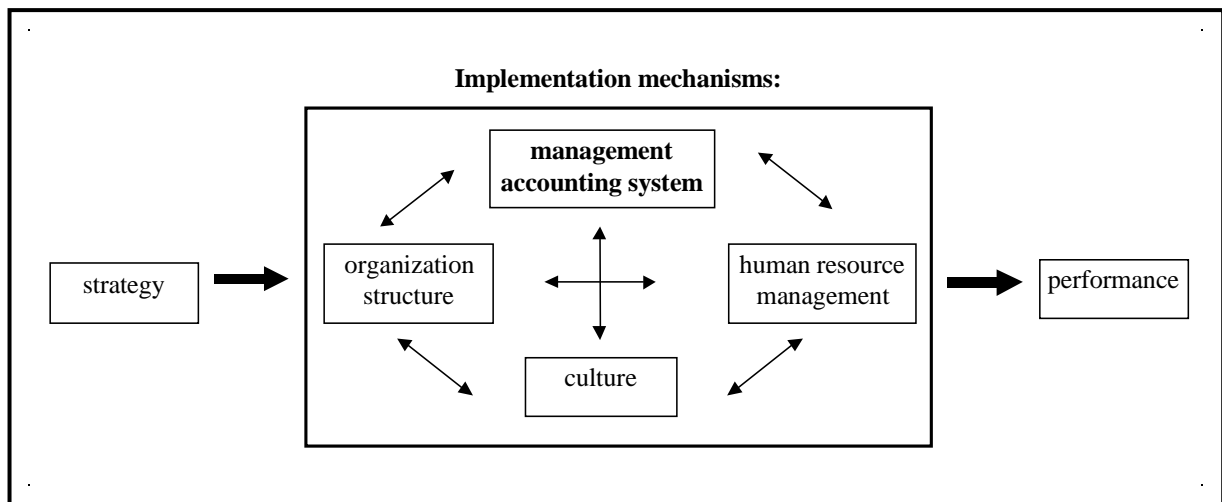 Implementation mechanisms:
management
accounting system
strategy
organization
structure
human resource
management
performance
culture